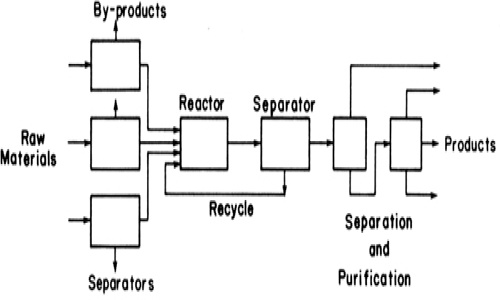 By-products
Reactor
Separator
Raw
Materials
Products
Recycle
Separators
Separation
and
Purification